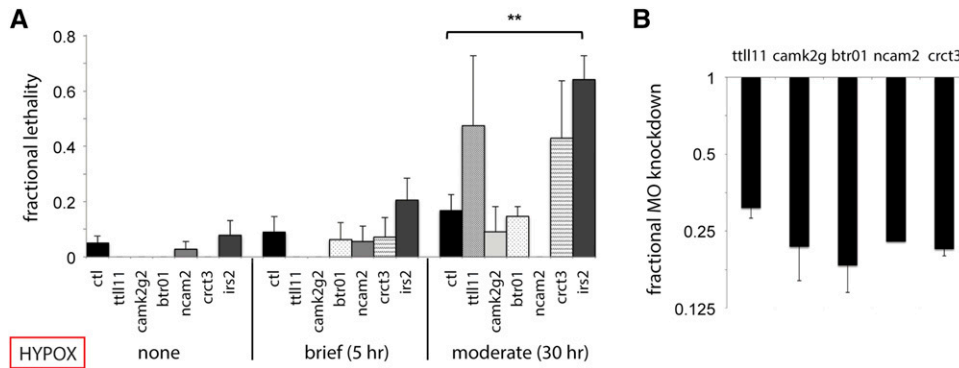 A
fractional lethality
0.8
0.6
0.4
0.2
0
**
ctl
ttll11
camk2g2
btr01
ncam2
crct3
irs2
ctl
ttll11
camk2g
btr01
ncam2
crct3
irs2
ctl
ttll11
camk2g2
btr01
ncam2
crct3
irs2
HYPOX
none
brief (5 hr)
moderate (30 hr)
B
ttll11 camk2g btr01 ncam2 crct3
fractional MO knockdown
1
0.5
0.25
0.125